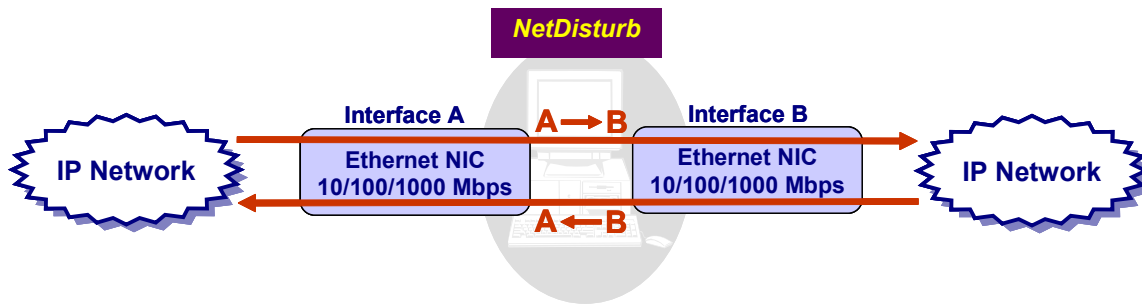 NetDisturb
Interface A
A → B
Interface B
IP Network
Ethernet NIC
10/100/1000 Mbps
Ethernet NIC
10/100/1000 Mbps
IP Network
A ← B